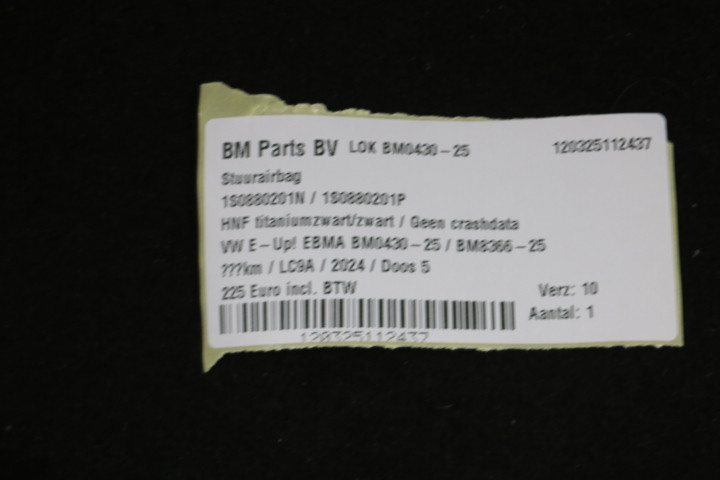 BM Parts BV LOK BM0430-25 120325112437
Stuurairbag
1S0880201N / 1S0880201P
HNF titaniumzwart/zwart / Geen crashdata
VW E-Up! EBMA BM0430-25 / BM8366-25
???km / LC9A / 2024 / Doos 5
225 Euro incl. BTW Verz: 10
Aantal: 1
120325112437